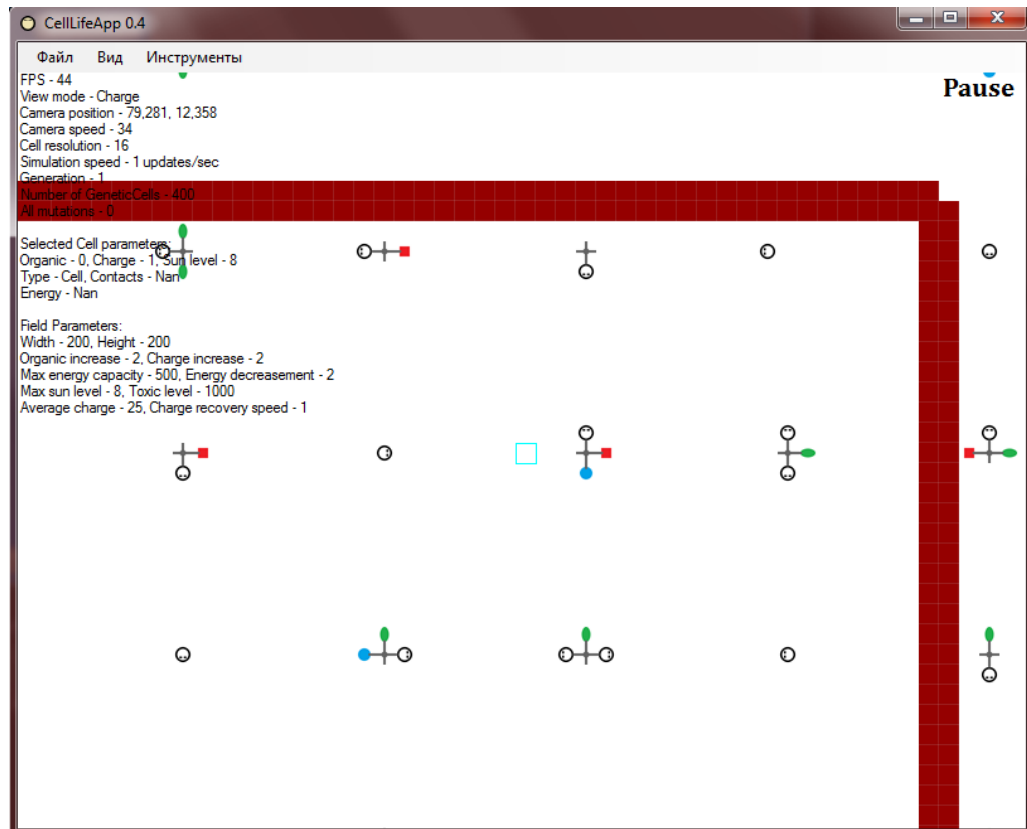 CellLifeApp 0.4
Файл Вид Инструменты
FPS - 44
Pause
View mode - Charge
Camera position - 79,281, 12,358
Camera speed - 34
Cell resolution - 16
Simulation speed - 1 updates/sec
Generation - 1
Number of GeneticCells - 400
All mutations - 0
Selected Cell parameters:
Organic - 0, Charge - 1, Sun level - 8
Type - Cell, Contacts - Nan
Energy - Nan
Field Parameters:
Width - 200, Height - 200
Organic increase - 2, Charge increase - 2
Max energy capacity - 500, Energy decreasement - 2
Max sun level - 8, Toxic level - 1000
Average charge - 25, Charge recovery speed - 1